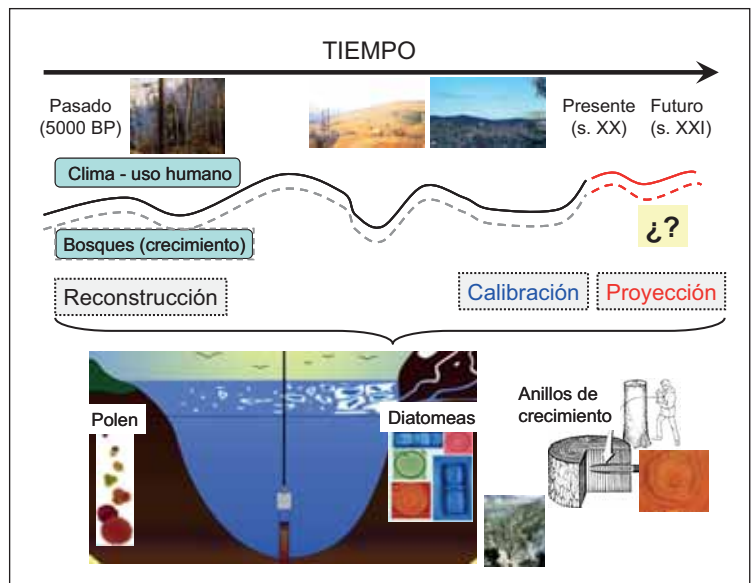 TIEMPO
Pasado
(5000 BP)
Presente
(s. XX)
Futuro
(s. XXI)
Clima - uso humano
Bosques (crecimiento)
¿?
Reconstrucción
Calibración
Proyección
Polen
Diatomeas
Anillos de
crecimiento